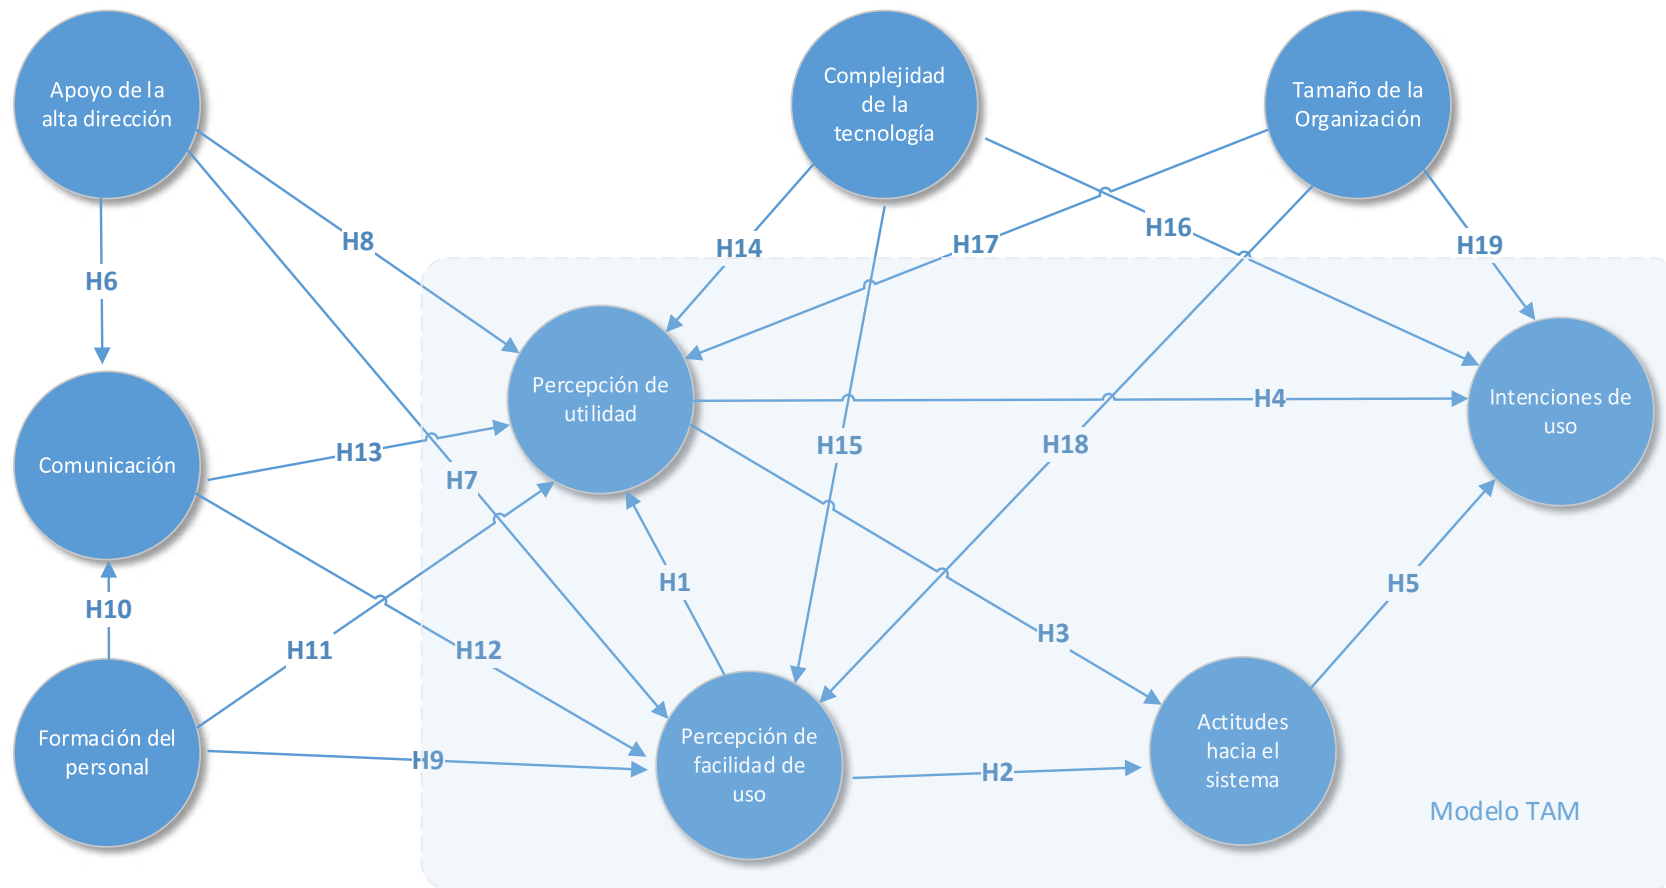 Apoyo de la
alta dirección
Complejidad
de la
tecnología
Tamaño de la
Organización
H8
H14
H17
H16
H19
H6
Percepción de
utilidad
H4
Intenciones de
uso
H13
H15
H18
Comunicación
H7
H1
H5
H10
H11
H12
H3
Formación del
personal
H9
Percepción de
facilidad de
uso
H2
Actitudes
hacia el
sistema
Modelo TAM